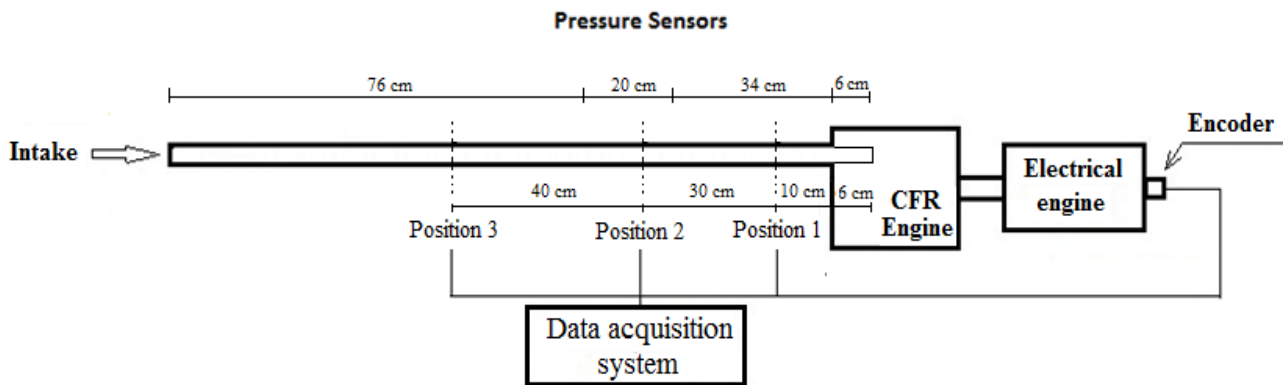 Pressure Sensors
76 cm
20 cm
34 cm
6 cm
Encoder
Intake
Electrical
engine
CFR
Engine
40 cm
30 cm
10 cm
6 cm
Position 3
Position 2
Position 1
Data acquisition
system